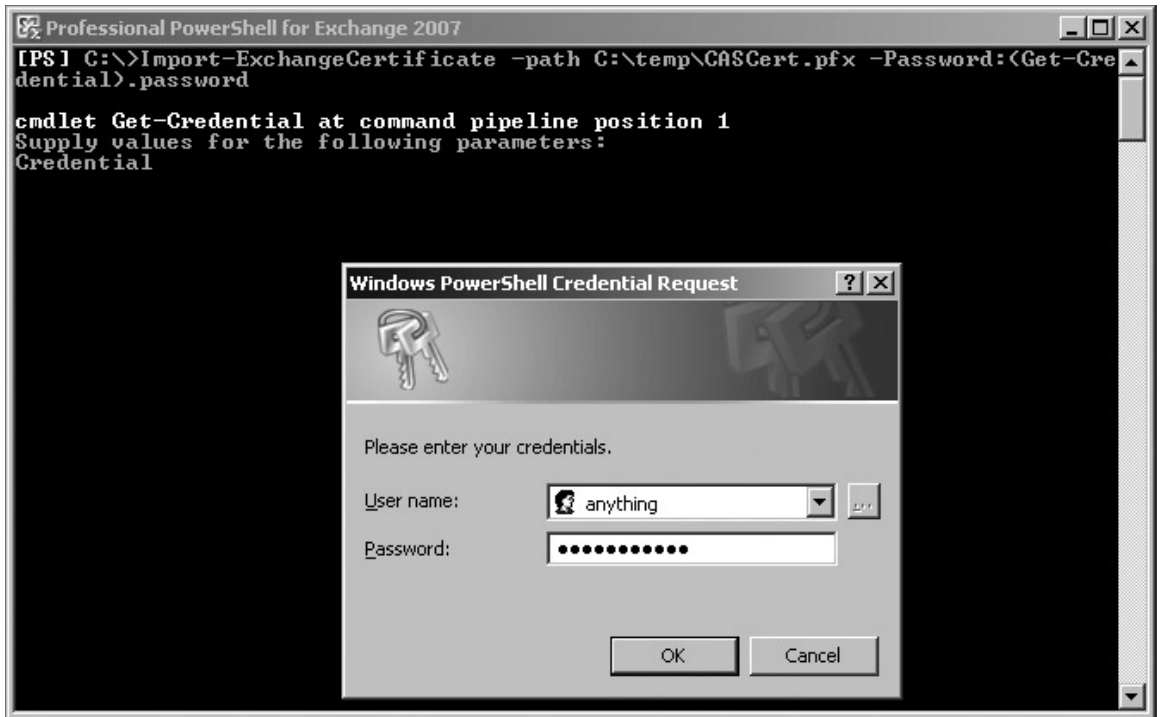 Professional PowerShell for Exchange 2007
[PS] C:\>Import-ExchangeCertificate -path C:\temp\CASCert.pfx -Password:(Get-Cre
dential).password
cmdlet Get-Credential at command pipeline position 1
Supply values for the following parameters:
Credential
Windows PowerShell Credential Request
Please enter your credentials.
User name: anything ...
Password: ●●●●●●●●●●●
OK Cancel